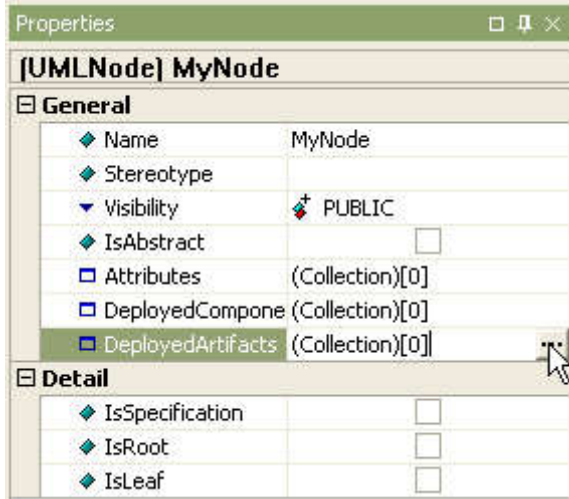 Properties
(UMLNode) MyNode
General
Name MyNode
Stereotype
Visibility PUBLIC
IsAbstract
Attributes (Collection)[0]
DeployedCompone (Collection)[0]
DeployedArtifacts (Collection)[0] ...
Detail
IsSpecification
IsRoot
IsLeaf